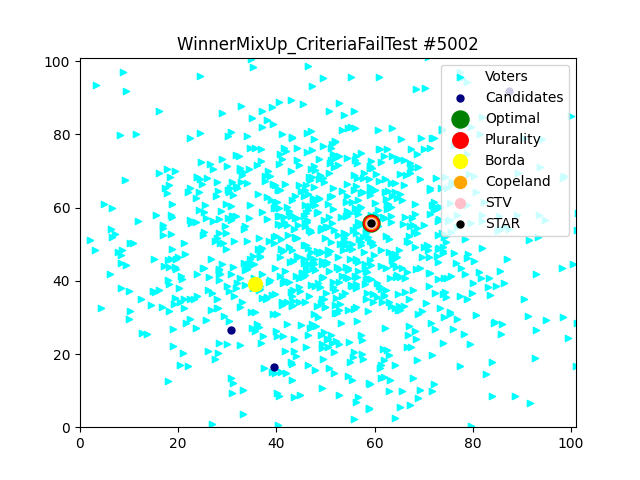 WinnerMixUp_CriteriaFailTest #5002
100
80
60
40
20
0
0
20
40
60
80
100
Voters
Candidates
Optimal
Plurality
Borda
Copeland
STV
STAR